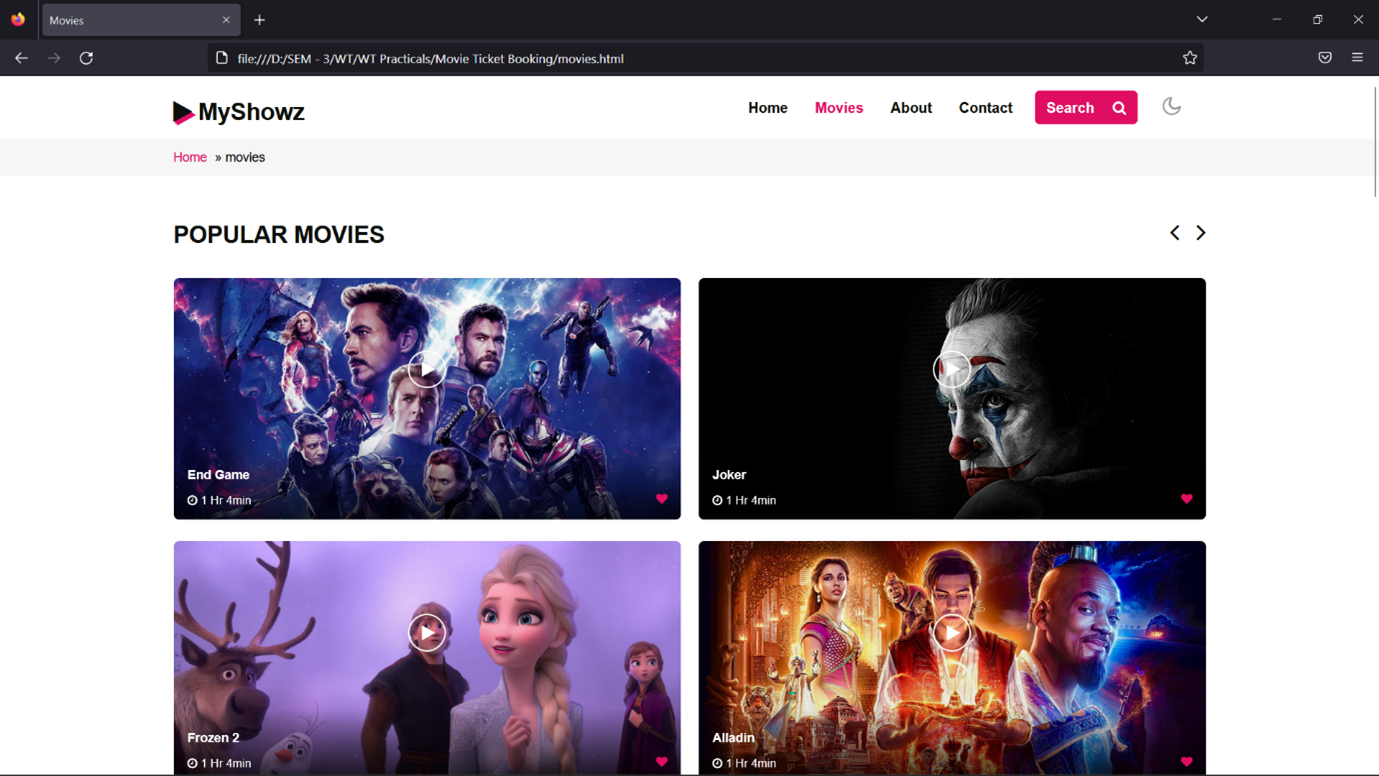 Movies
file:///D:/SEM - 3/WT/WT Practicals/Movie Ticket Booking/movies.html
MyShowz
Home Movies About Contact Search
Home » movies
POPULAR MOVIES
End Game
1 Hr 4min
Joker
1 Hr 4min
Frozen 2
1 Hr 4min
Alladin
1 Hr 4min